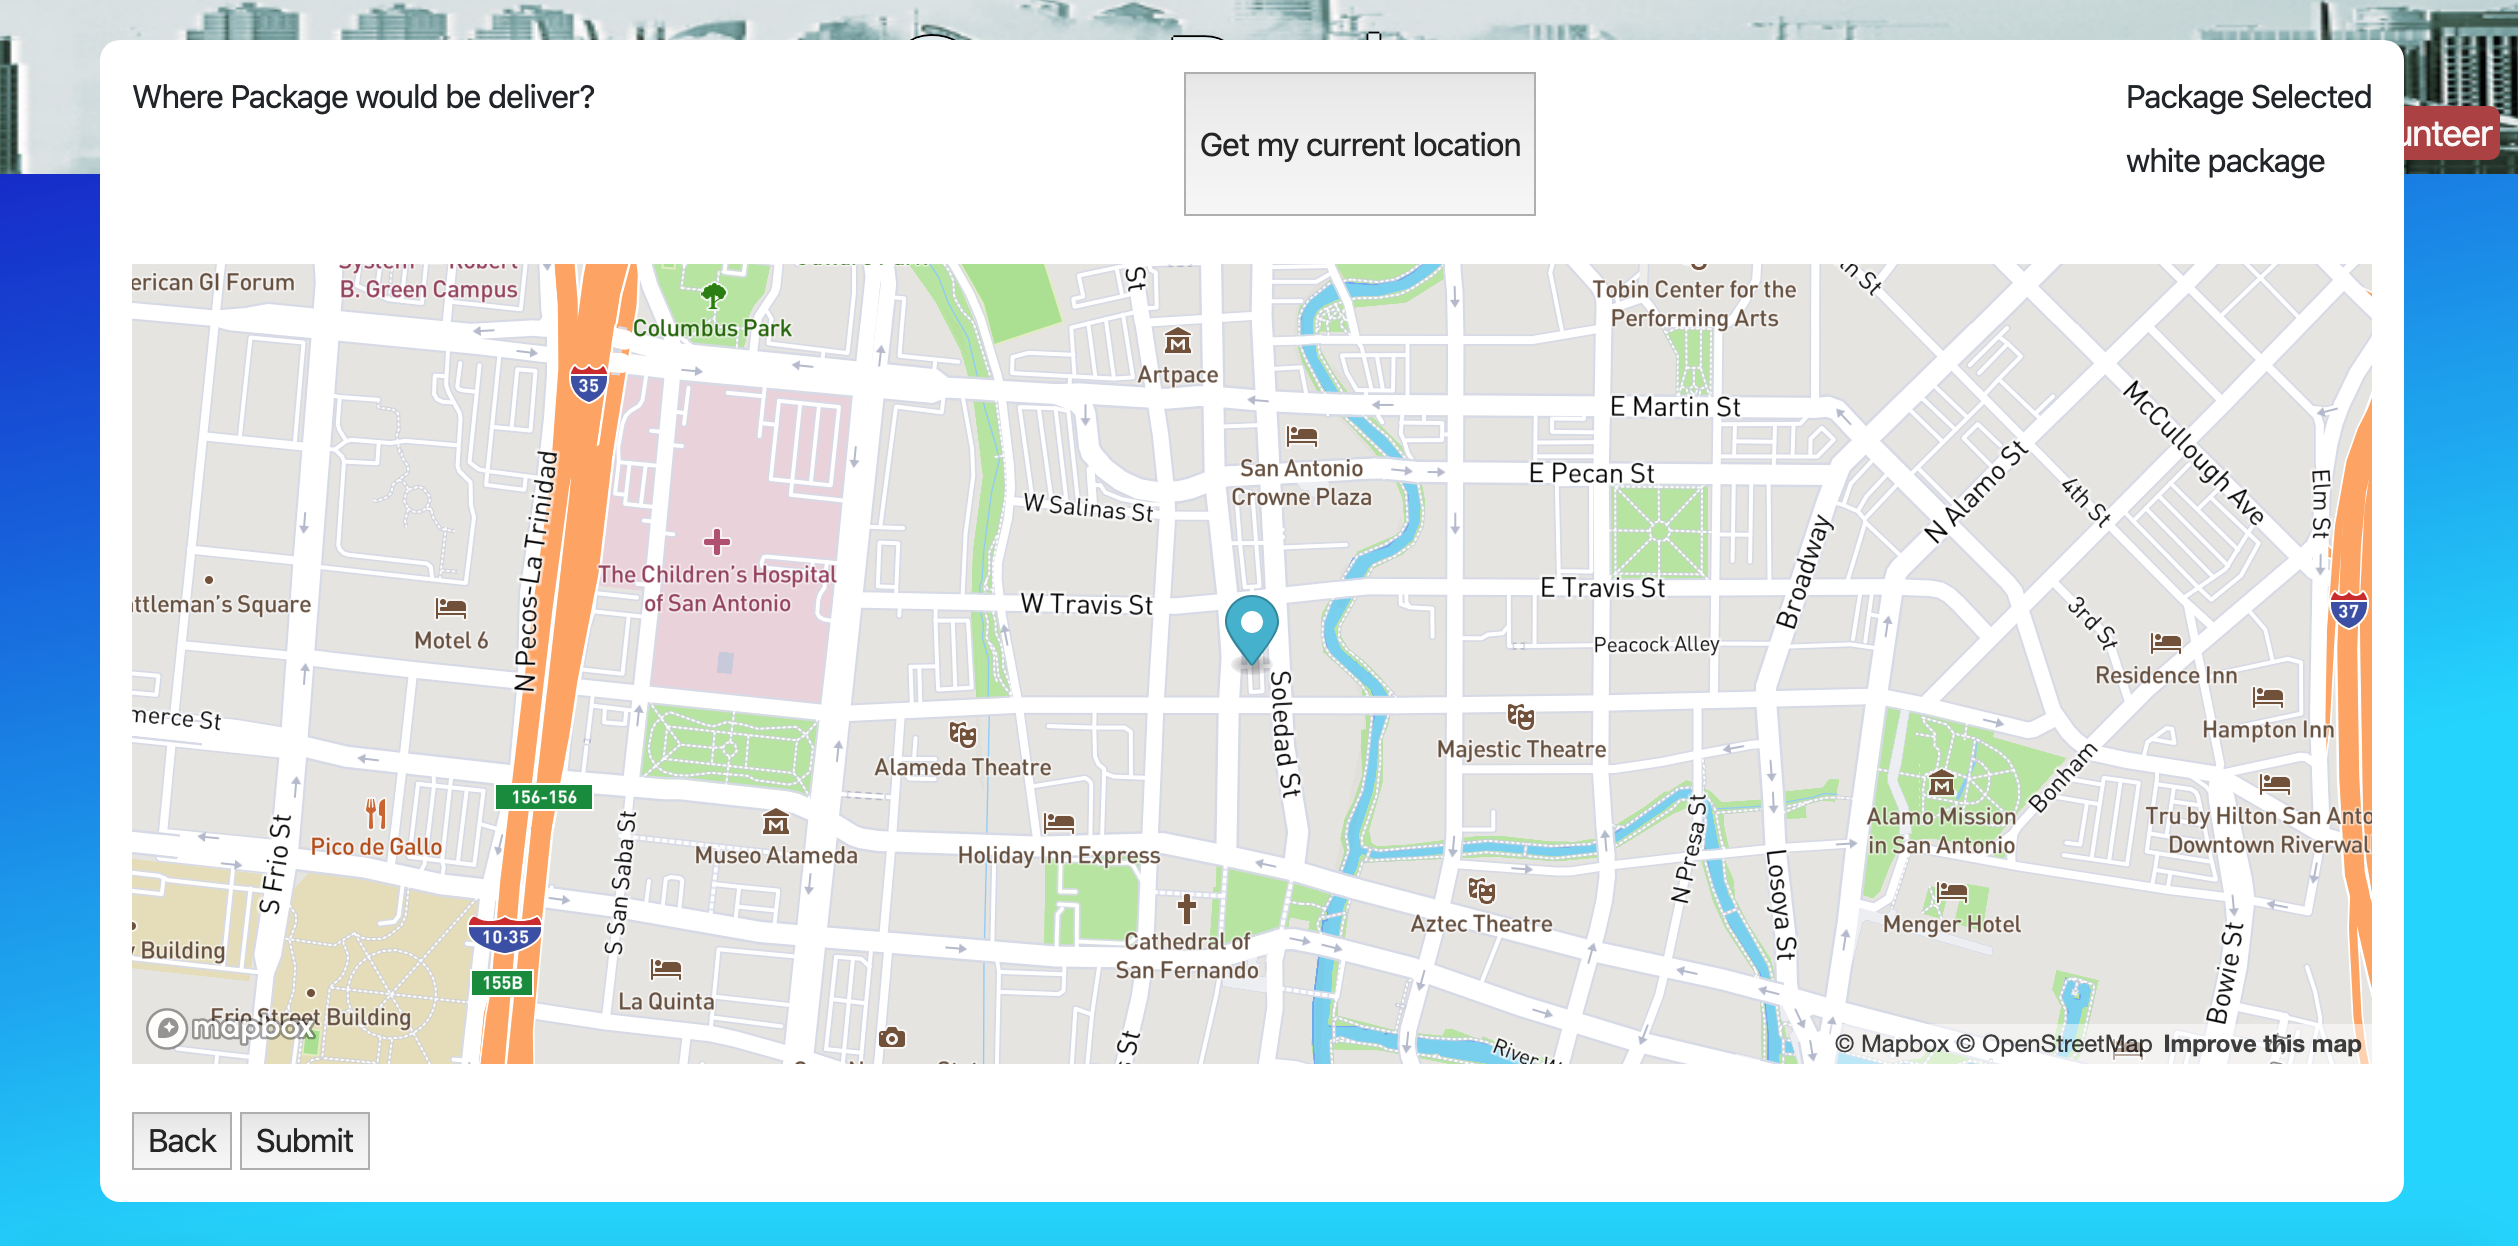 Where Package would be deliver?
Get my current location
Package Selected
white package
unteer
erican GI Forum
B. Green Campus
Columbus Park
35
Artpace
Tobin Center for the
Performing Arts
E Martin St
McCullough Ave
San Antonio
Crowne Plaza
E Pecan St
N Alamo St
4th St
Elm St
W Salinas St
N Pecos-La Trinidad
The Children's Hospital
of San Antonio
ttleman's Square
Motel 6
W Travis St
E Travis St
Broadway
Peacock Alley
3rd St
37
Residence Inn
Hampton Inn
merce St
Soledad St
Alameda Theatre
Majestic Theatre
156-156
Bonham
Pico de Gallo
S Frio St
S San Saba St
Museo Alameda
Holiday Inn Express
N Presa St
Losoya St
Alamo Mission
in San Antonio
Tru by Hilton San Anto
Downtown Riverwal
10-35
Building
Cathedral of
San Fernando
Aztec Theatre
Menger Hotel
Bowie St
155B
La Quinta
Frio Street Building
mapbox
St
River W
© Mapbox © OpenStreetMap Improve this map
Back
Submit